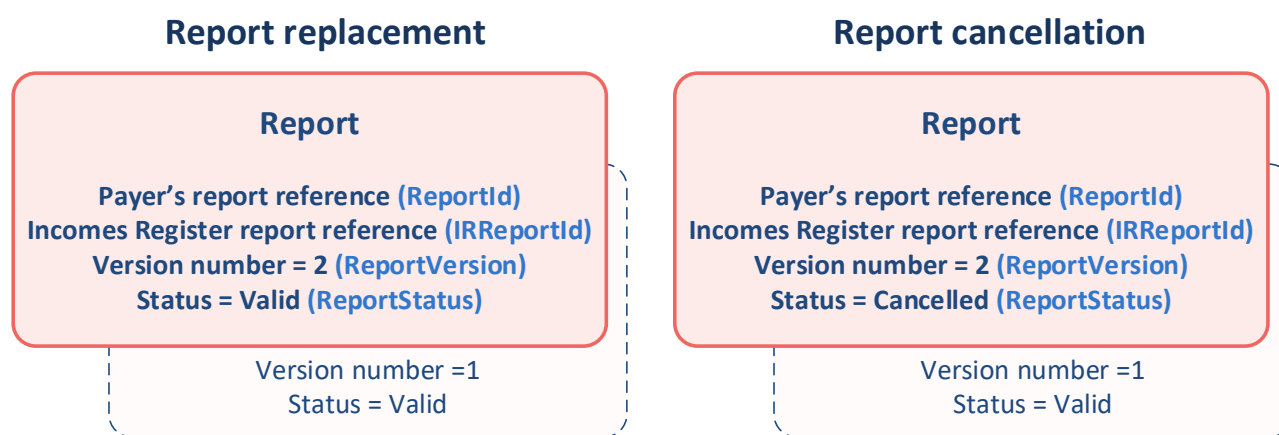 Report replacement
Report
Payer’s report reference (ReportId)
Incomes Register report reference (IRReportId)
Version number = 2 (ReportVersion)
Status = Valid (ReportStatus)
Version number =1
Status = Valid
Report cancellation
Report
Payer’s report reference (ReportId)
Incomes Register report reference (IRReportId)
Version number = 2 (ReportVersion)
Status = Cancelled (ReportStatus)
Version number =1
Status = Valid